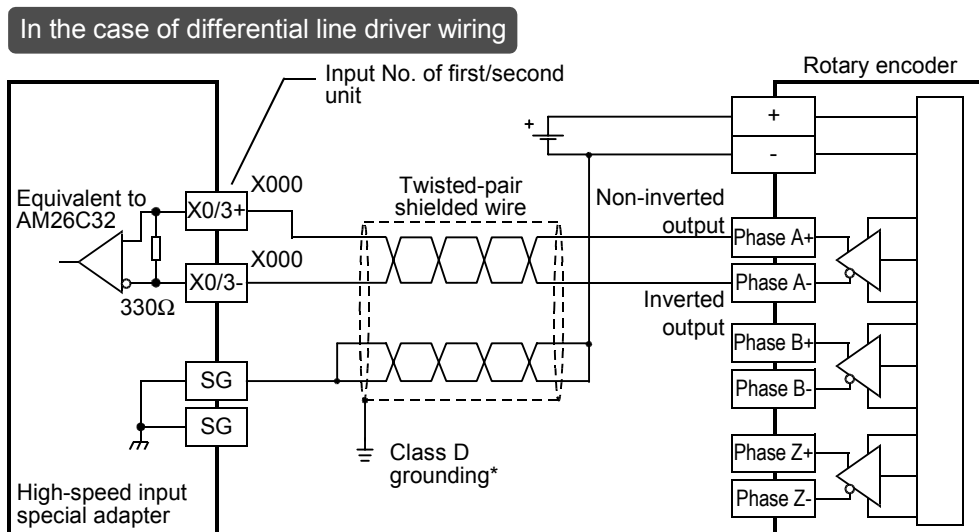 In the case of differential line driver wiring
Input No. of first/second
unit
Rotary encoder
+
+
-
Equivalent to
AM26C32
X000
X0/3+
Twisted-pair
shielded wire
Non-inverted
output
Phase A+
X000
X0/3-
330Ω
Phase A-
Inverted
output
Phase B+
Phase B-
SG
SG
Class D
grounding*
Phase Z+
Phase Z-
High-speed input
special adapter